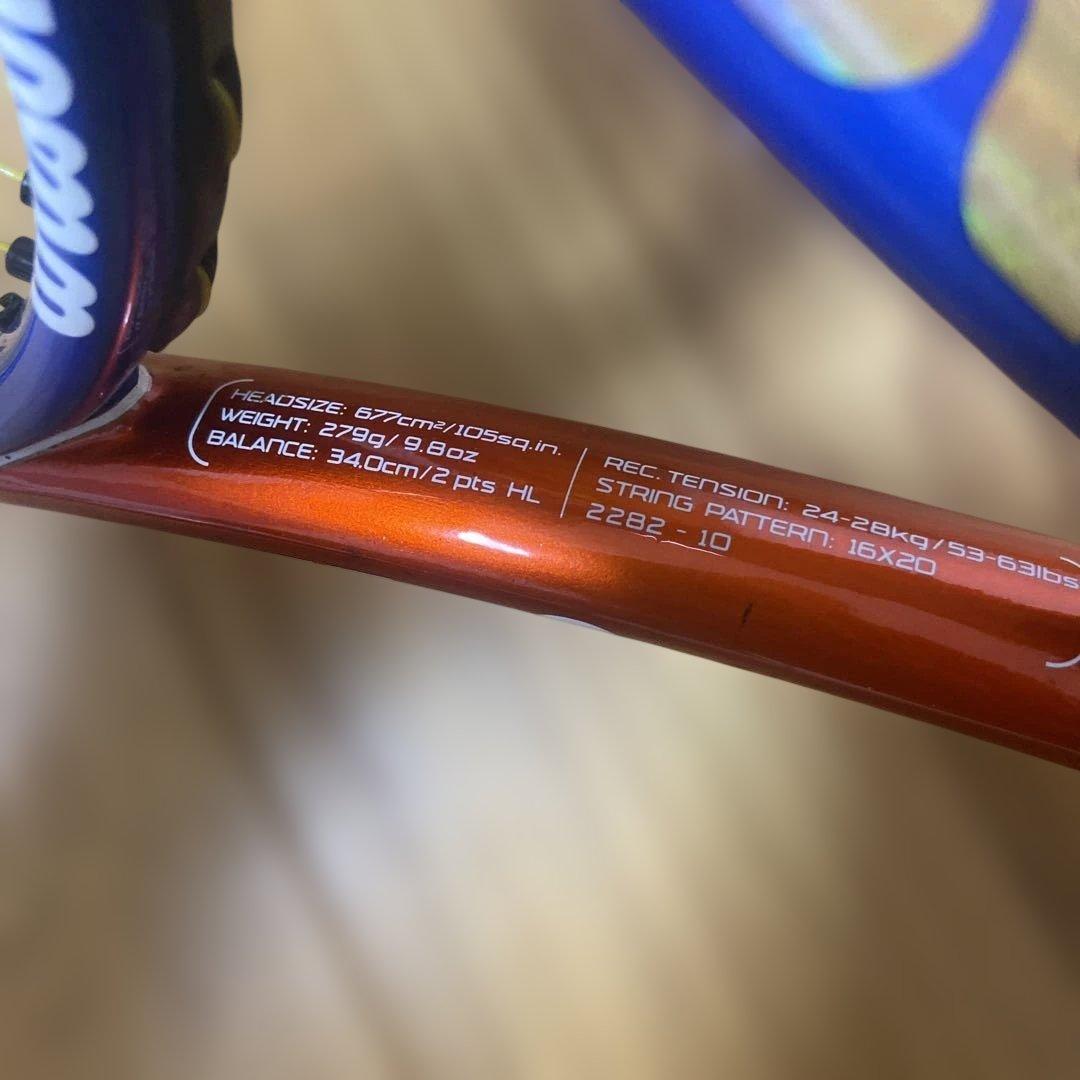 HEADSIZE: 677cm²/105sq.in.
WEIGHT: 279g/ 9.8oz
BALANCE: 34.0cm/2 pts HL
REC. TENSION: 24-28kg/53-63lbs
STRING PATTERN: 16X20
2282 - 10